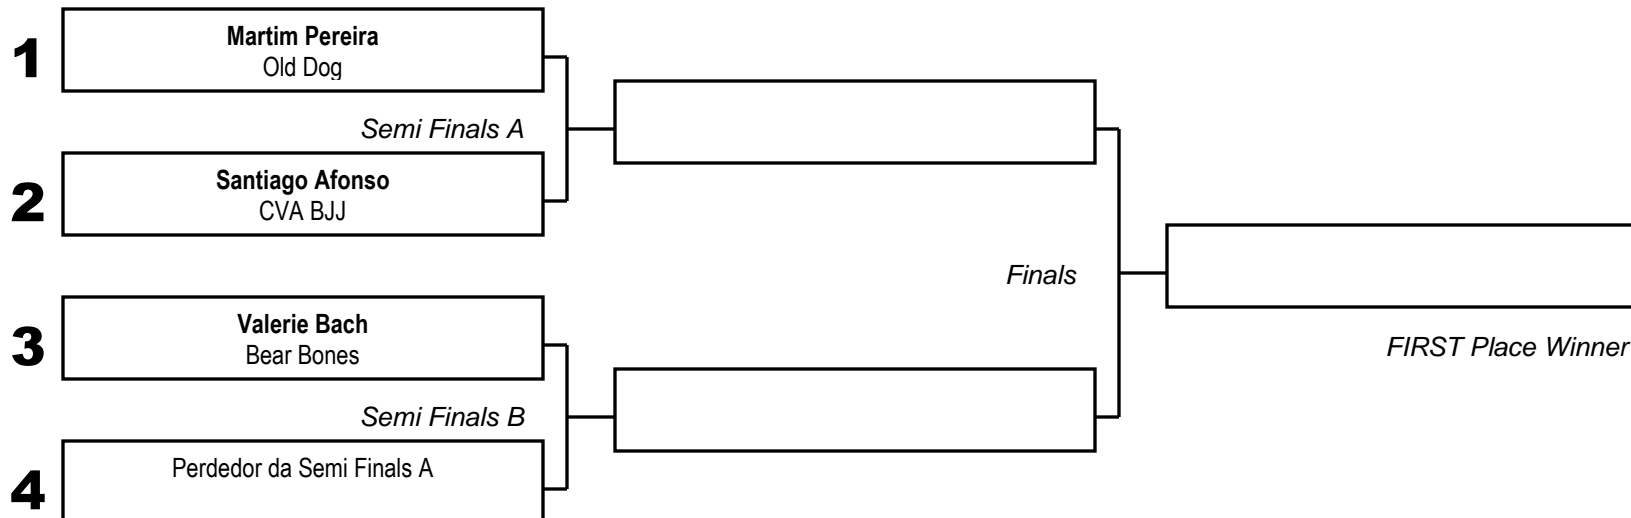 1
Martim Pereira
Old Dog
Semi Finals A
2
Santiago Afonso
CVA BJJ
Finals
3
Valerie Bach
Bear Bones
FIRST Place Winner
Semi Finals B
4
Perdedor da Semi Finals A